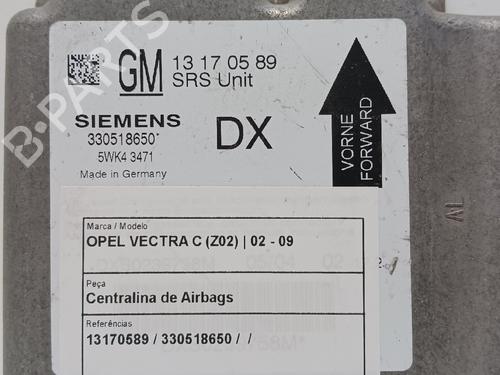 B-PARTS
GM 13 17 05 89
SRS Unit
SIEMENS DX
330518650*
5WK4 3471
Made in Germany
VORNE
FORWARD
AL
Marca / Modelo
OPEL VECTRA C (Z02) | 02 - 09
Peça
Centralina de Airbags
Referências
13170589 / 330518650 / /